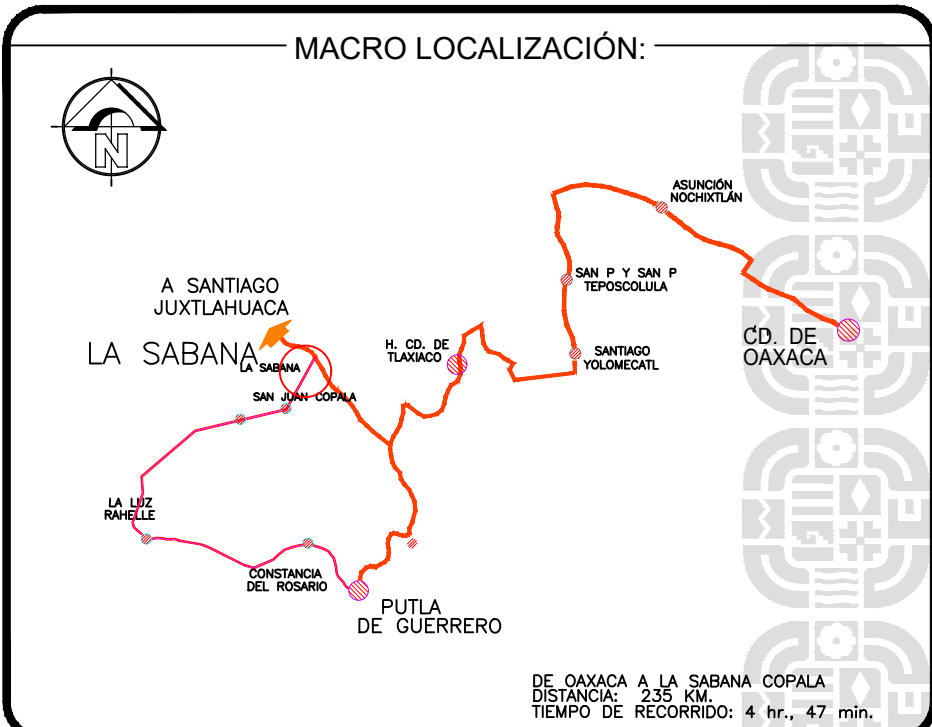 MACRO LOCALIZACIÓN:
N
ASUNCIÓN
NOCHIXTLÁN
SAN P Y SAN P
TEPOSCOLULA
A SANTIAGO
JUXTLAHUACA
CD. DE
OAXACA
H. CD. DE
TLAXIACO
SANTIAGO
YOLOMECATL
LA SABANA
LA SABANA
SAN JUAN COPALA
LA LUZ
RAHELLE
CONSTANCIA
DEL ROSARIO
PUTLA
DE GUERRERO
DE OAXACA A LA SABANA COPALA
DISTANCIA: 235 KM.
TIEMPO DE RECORRIDO: 4 hr., 47 min.